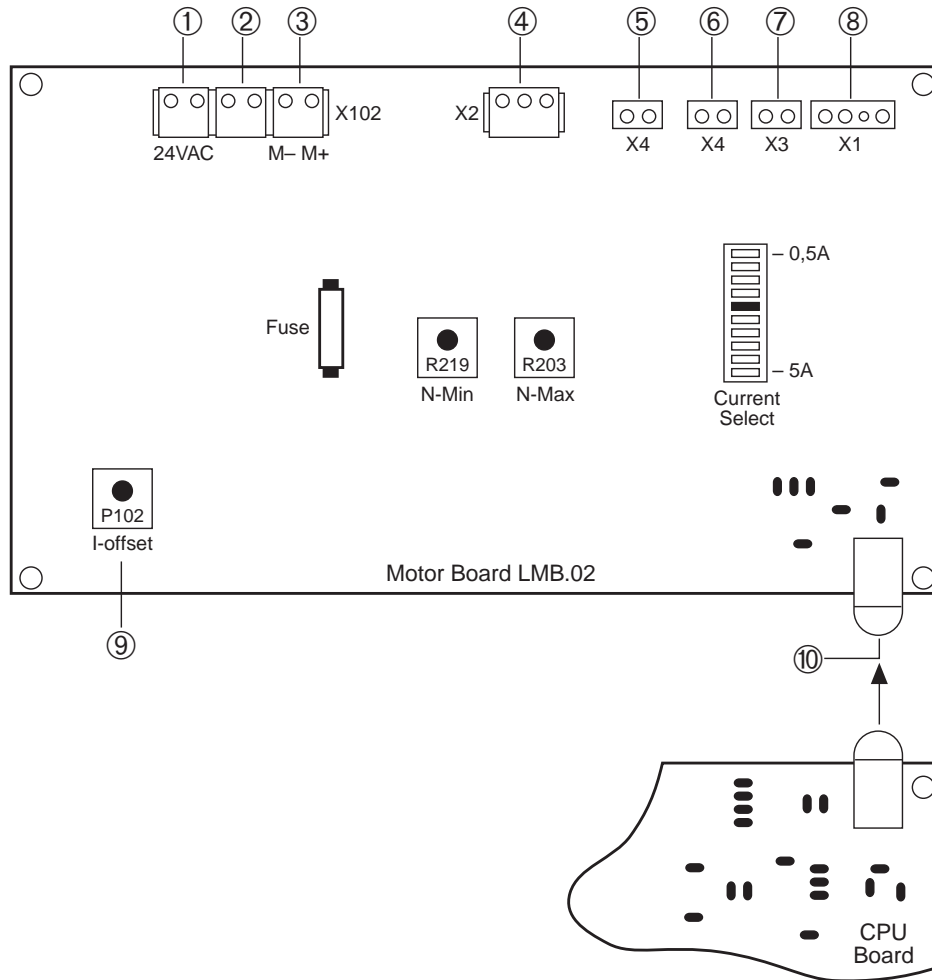 ① ② ③ ④ ⑤ ⑥ ⑦ ⑧
X102 X2
24VAC M– M+ X4 X4 X3 X1
– 0,5A
Fuse
R219 R203
– 5A
N-Min N-Max
Current
Select
P102
I-offset
Motor Board LMB.02
⑨ ⑩
CPU
Board